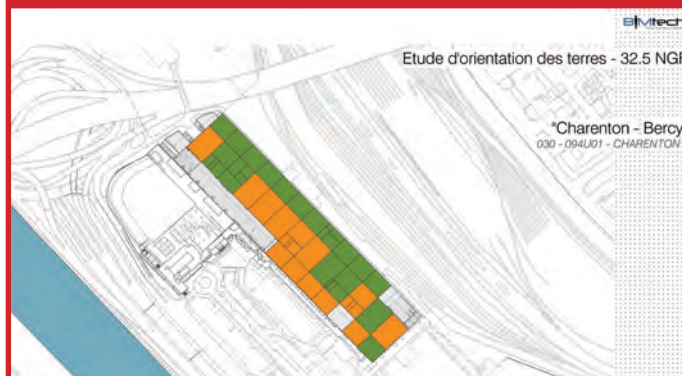 BIMtech
Etude d'orientation des terres - 32.5 NGF
"Charenton - Bercy
030 - 094U01 - CHARENTON